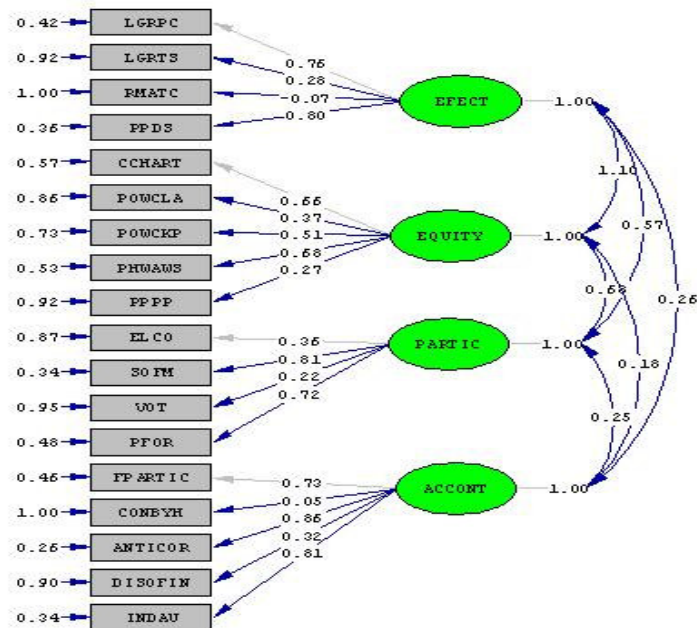 0.42 LGRPC
0.76
0.92 LGRTS
0.28
1.00 RMATC
0.07
0.36 PPDS
0.80
EFECT 1.00
0.57 CCHART
0.66
0.86 POWCLA
0.37
0.73 POWCKP
0.51
0.53 PHWAWS
0.68
0.92 PPPP
0.27
EQUITY 1.00
0.87 ELCO
0.36
0.34 SOFM
0.81
0.95 VOT
0.22
0.48 PFOR
0.72
PARTIC 1.00
0.46 FPARTIC
0.73
1.00 CONBYH
0.05
0.26 ANTICOR
0.86
0.90 DISOFIN
0.32
0.34 INDAU
0.81
ACCONT 1.00
1.10
0.57
0.68
0.26
0.18
0.25